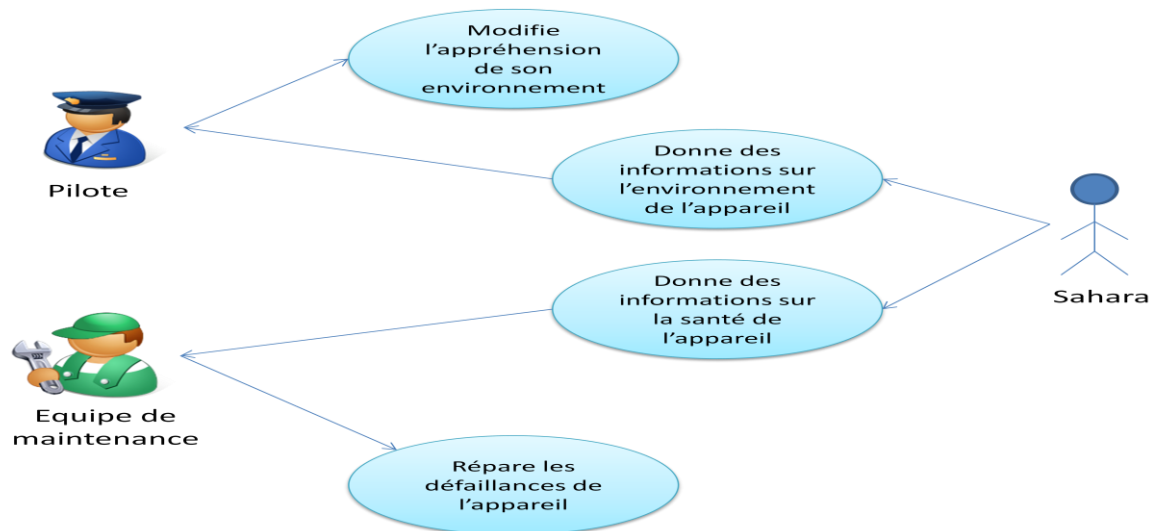 Modifie
l’appréhension
de son
environnement
Pilote
Donne des
informations sur
l’environnement
de l’appareil
Sahara
Donne des
informations sur
la santé de
l’appareil
Equipe de
maintenance
Répare les
défaillances de
l’appareil